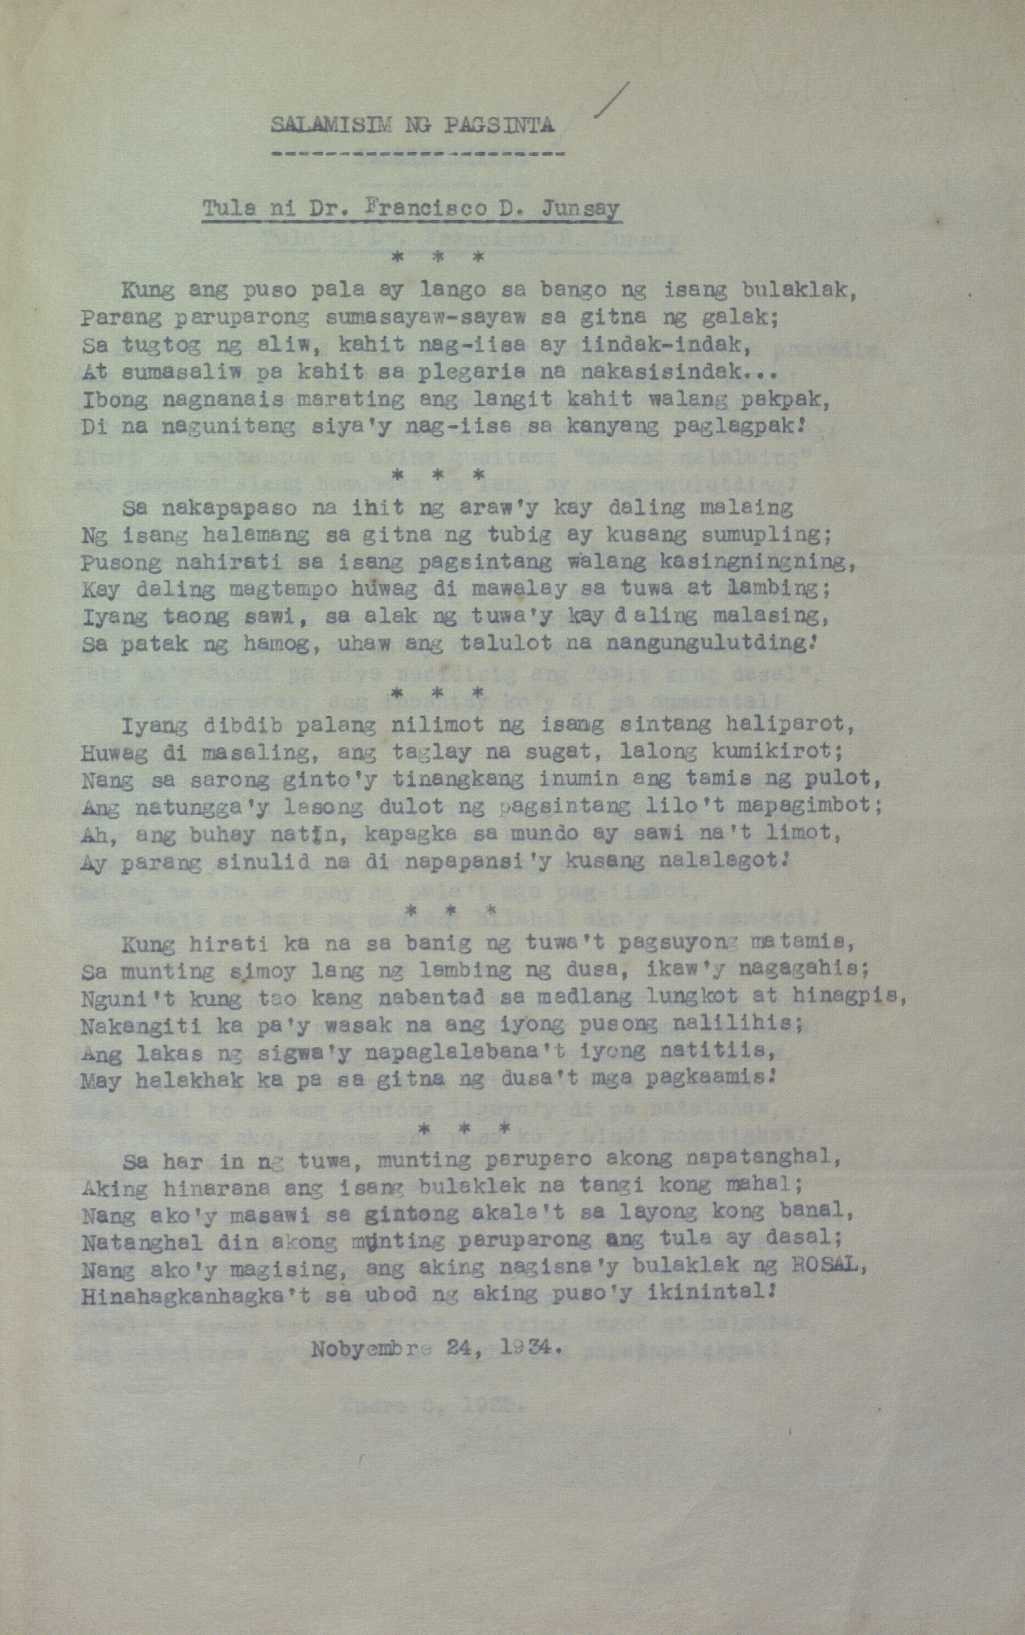 SALAMISIM NG PAGSINTA
Tula ni Dr. Francisco D. Junsay
* * *
Kung ang puso pala ay lango sa bango ng isang bulaklak,
Parang paruparong sumasayaw-sayaw sa gitna ng galak;
Sa tugtog ng aliw, kahit nag-iisa ay iindak-indak,
At sumasaliw pa kahit sa plegaria na nakasisindak...
Ibong nagnanais marating ang langit kahit walang pakpak,
Di na nagunitang siya'y nag-iisa sa kanyang paglagpak!
* * *
Sa nakapapaso na ihit ng araw'y kay daling malaing
Ng isang halamang sa gitna ng tubig ay kusang sumupling;
Pusong nahirati sa isang pagsintang walang kasingningning,
Kay daling magtampo huwag di mawalay sa tuwa at lambing;
Iyang taong sawi, sa alak ng tuwa'y kay daling malasing,
Sa patak ng hamog, uhaw ang talulot na nangungulutding!
* * *
Iyang dibdib palang nilimot ng isang sintang haliparot,
Huwag di masaling, ang taglay na sugat, lalong kumikirot;
Nang sa sarong ginto'y tinangkang inumin ang tamis ng pulot,
Ang natungga'y lasong dulot ng pagsintang lilo't mapagimbot;
Ah, ang buhay natin, kapagka sa mundo ay sawi na't limot,
Ay parang sinulid na di napapansi'y kusang nalalagot!
* * *
Kung hirati ka na sa banig ng tuwa't pagsuyong matamis,
Sa munting simoy lang ng lambing ng dusa, ikaw'y nagagahis;
Nguni't kung tao kang nabantad sa madlang lungkot at hinagpis,
Nakangiti ka pa'y wasak na ang iyong pusong nalilihis;
Ang lakas ng sigwa'y napaglalabana't iyong natitiis,
May halakhak ka pa sa gitna ng dusa't mga pagkaamis!
* * *
Sa har in ng tuwa, munting paruparo akong napatanghal,
Aking hinarana ang isang bulaklak na tangi kong mahal;
Nang ako'y masawi sa gintong akala't sa layong kong banal,
Natanghal din akong munting paruparong ang tula ay dasal;
Nang ako'y magising, ang aking nagisna'y bulaklak ng ROSAL,
Hinahagkanhagka't sa ubod ng aking puso'y ikinintal!
Nobyembre 24, 1934.